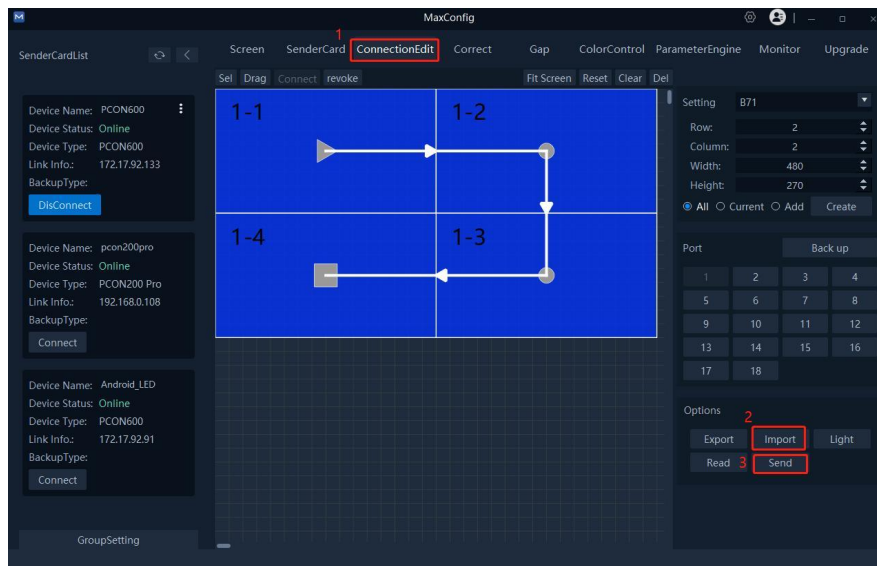 MaxConfig
1
SenderCardList
Screen SenderCard ConnectionEdit Correct Gap ColorControl ParameterEngine Monitor Upgrade
Sel Drag Connect revoke Fit Screen Reset Clear Del
Device Name: PCON600
Device Status: Online
Device Type: PCON600
Link Info.: 172.17.92.133
BackupType:
DisConnect
Device Name: pcon200pro
Device Status: Online
Device Type: PCON200 Pro
Link Info.: 192.168.0.108
BackupType:
Connect
Device Name: Android_LED
Device Status: Online
Device Type: PCON600
Link Info.: 172.17.92.91
BackupType:
Connect
GroupSetting
1-1 1-2
1-4 1-3
Setting B71
Row: 2
Column: 2
Width: 480
Height: 270
All Current Add Create
Port Back up
1 2 3 4
5 6 7 8
9 10 11 12
13 14 15 16
17 18
Options
2
Export Import Light
Read 3 Send